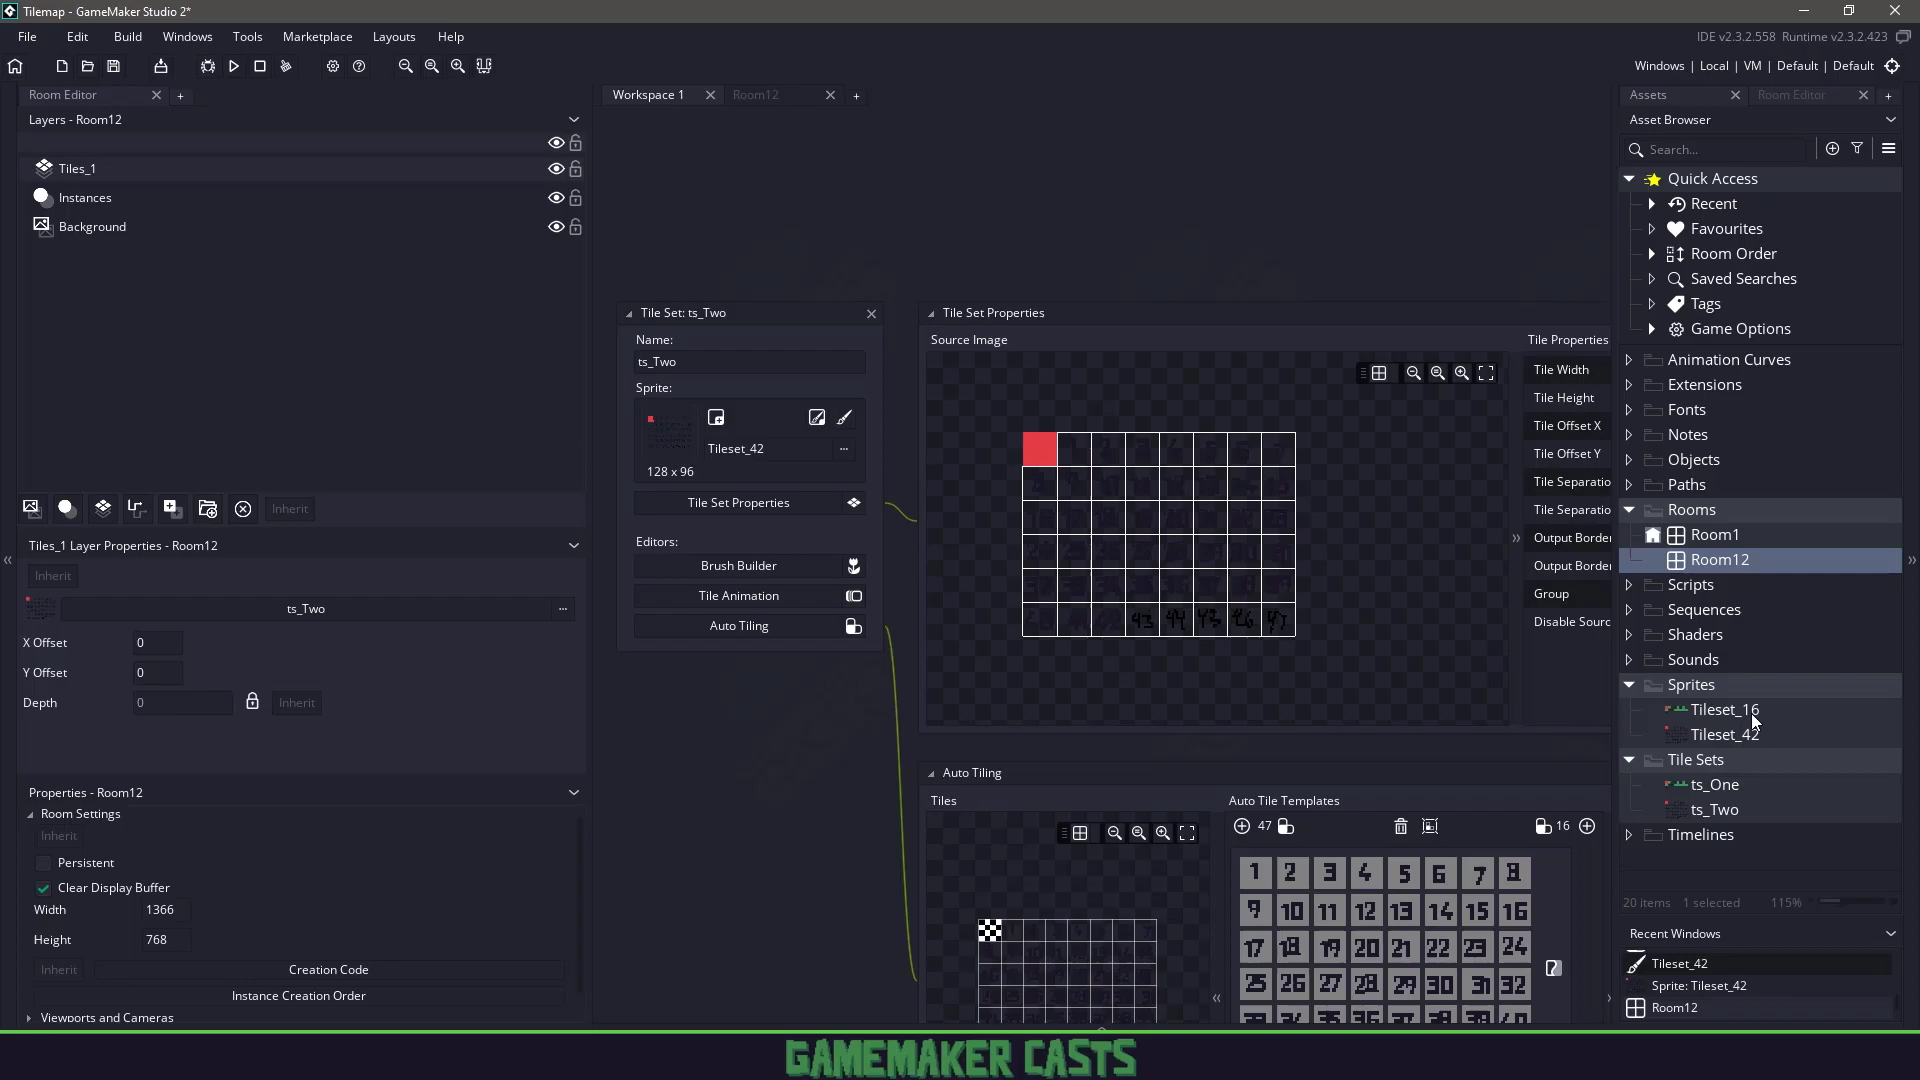 Tilemap - GameMaker Studio 2*
File Edit Build Windows Tools Marketplace Layouts Help
IDE v2.3.2.558 Runtime v2.3.2.423
Windows | Local | VM | Default | Default
Room Editor
Layers - Room12
Tiles_1
Instances
Background
Inherit
Tiles_1 Layer Properties - Room12
Inherit
ts_Two
X Offset 0
Y Offset 0
Depth 0 Inherit
Properties - Room12
Room Settings
Inherit
Persistent
Clear Display Buffer
Width 1366
Height 768
Inherit Creation Code
Instance Creation Order
Viewports and Cameras
Workspace 1 Room12
Tile Set: ts_Two
Name:
ts_Two
Sprite:
Tileset_42
128 x 96
Tile Set Properties
Editors:
Brush Builder
Tile Animation
Auto Tiling
Tile Set Properties
Source Image
43 44 45 46 47
Tile Properties
Tile Width
Tile Height
Tile Offset X
Tile Offset Y
Tile Separatio
Tile Separatio
Output Borde
Output Borde
Group
Disable Sourc
Auto Tiling
Tiles
Auto Tile Templates
47 16
1 2 3 4 5 6 7 8
9 10 11 12 13 14 15 16
17 18 19 20 21 22 23 24
25 26 27 28 29 30 31 32
Assets Room Editor
Asset Browser
Search...
Quick Access
Recent
Favourites
Room Order
Saved Searches
Tags
Game Options
Animation Curves
Extensions
Fonts
Notes
Objects
Paths
Rooms
Room1
Room12
Scripts
Sequences
Shaders
Sounds
Sprites
Tileset_16
Tileset_42
Tile Sets
ts_One
ts_Two
Timelines
20 items 1 selected 115%
Recent Windows
Tileset_42
Sprite: Tileset_42
Room12
GAMEMAKER CASTS